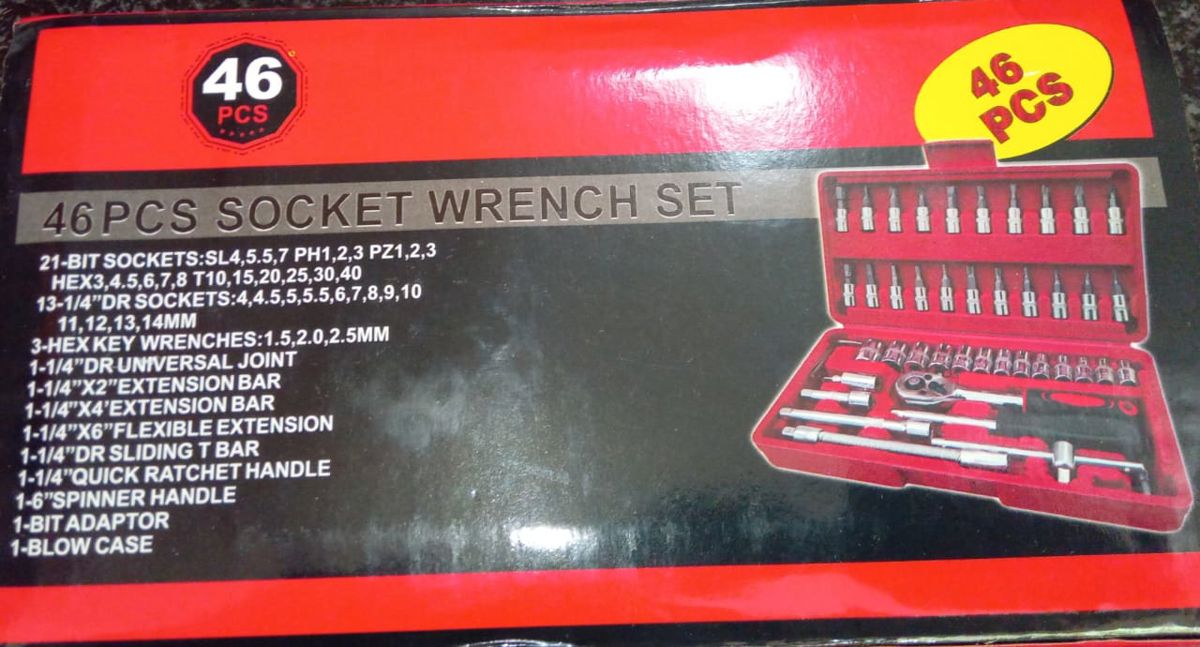 46
PCS
46
PCS
46 PCS SOCKET WRENCH SET
21-BIT SOCKETS:SL4,5.5,7 PH1,2,3 PZ1,2,3
HEX3,4.5,6,7,8 T10,15,20,25,30,40
13-1/4"DR SOCKETS:4,4.5,5,5.5,6,7,8,9,10
11,12,13,14MM
3-HEX KEY WRENCHES:1.5,2.0,2.5MM
1-1/4"DR UNIVERSAL JOINT
1-1/4"X2"EXTENSION BAR
1-1/4"X4'EXTENSION BAR
1-1/4"X6"FLEXIBLE EXTENSION
1-1/4"DR SLIDING T BAR
1-1/4"QUICK RATCHET HANDLE
1-6"SPINNER HANDLE
1-BIT ADAPTOR
1-BLOW CASE